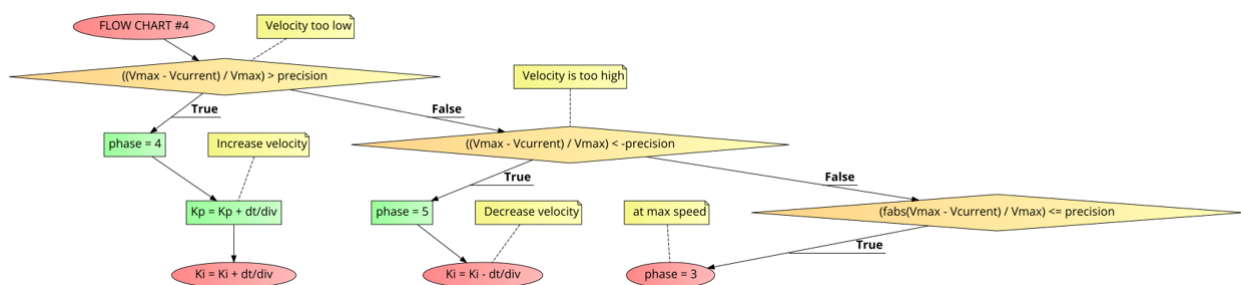 FLOW CHART #4
Velocity too low
((Vmax - Vcurrent) / Vmax) > precision
Velocity is too high
True
False
phase = 4
Increase velocity
((Vmax - Vcurrent) / Vmax) < -precision
True
False
Kp = Kp + dt/div
phase = 5
Decrease velocity
at max speed
(fabs(Vmax - Vcurrent) / Vmax) <= precision
True
Ki = Ki + dt/div
Ki = Ki - dt/div
phase = 3